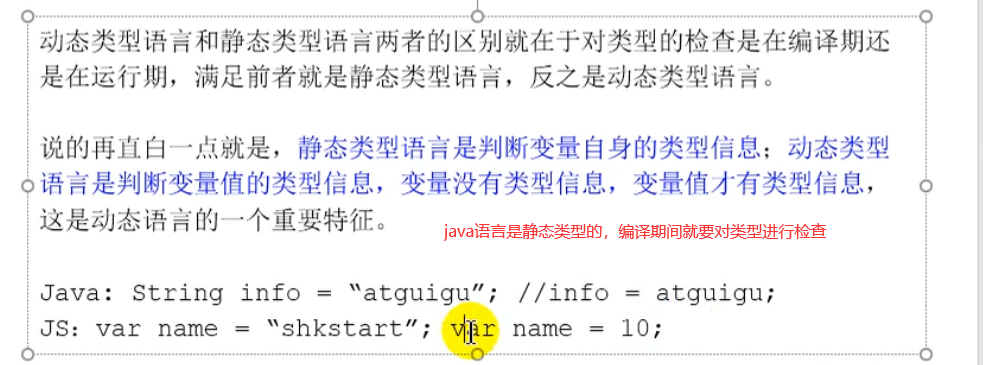 动态类型语言和静态类型语言两者的区别就在于对类型的检查是在编译期还
是在运行期，满足前者就是静态类型语言，反之是动态类型语言。
说的再直白一点就是，静态类型语言是判断变量自身的类型信息；动态类型
语言是判断变量值的类型信息，变量没有类型信息，变量值才有类型信息，
这是动态语言的一个重要特征。
java语言是静态类型的，编译期间就要对类型进行检查
Java: String info = “atguigu”; //info = atguigu;
JS: var name = “shkstart”; var name = 10;